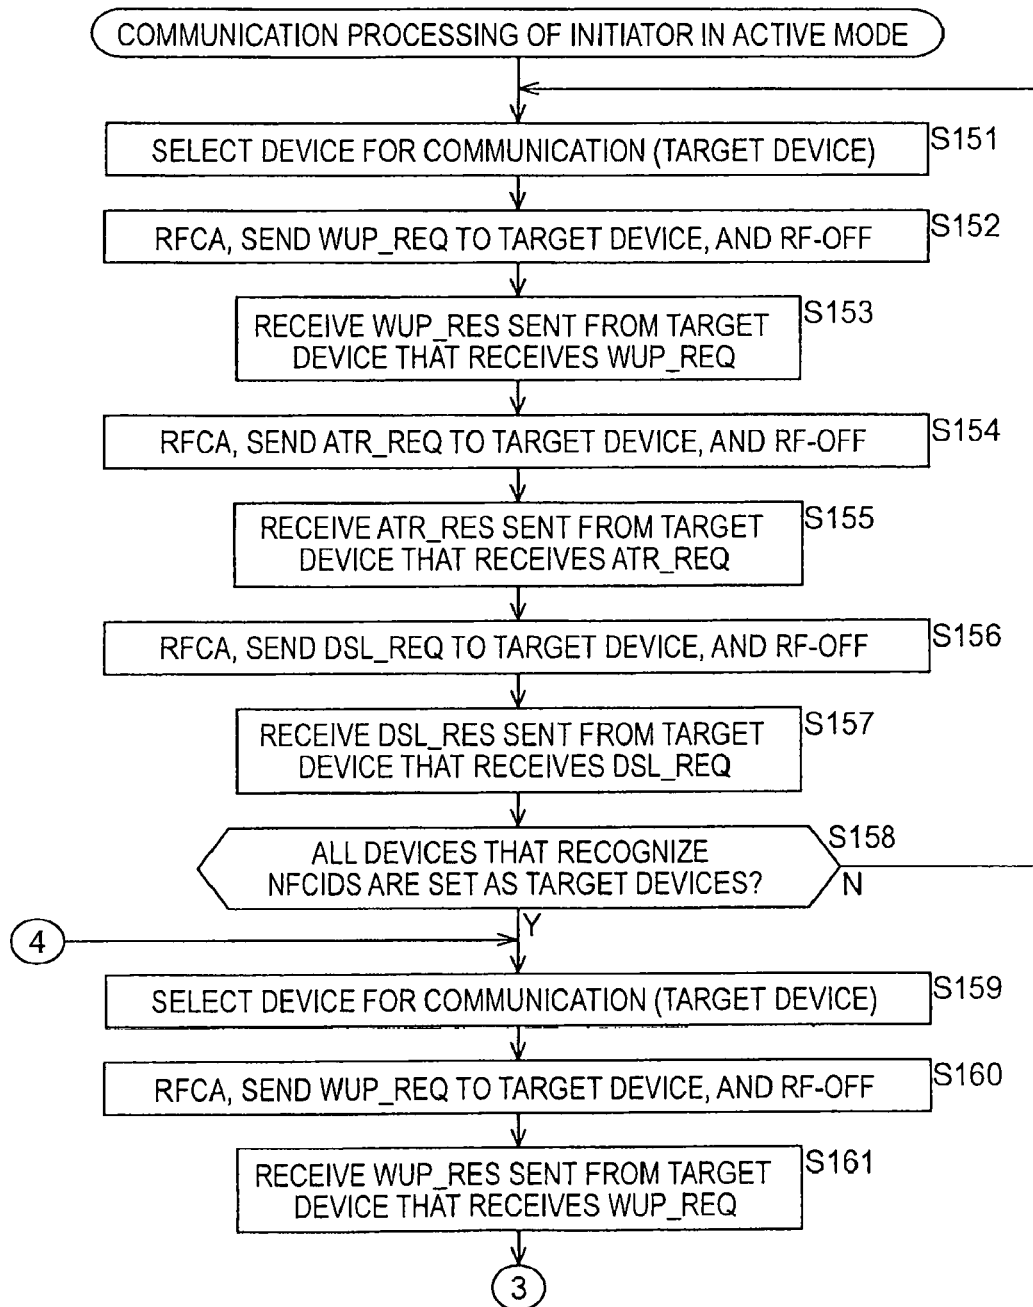 COMMUNICATION PROCESSING OF INITIATOR IN ACTIVE MODE
SELECT DEVICE FOR COMMUNICATION (TARGET DEVICE)
S151
RFCA, SEND WUP_REQ TO TARGET DEVICE, AND RF-OFF
S152
RECEIVE WUP_RES SENT FROM TARGET
DEVICE THAT RECEIVES WUP_REQ
S153
RFCA, SEND ATR_REQ TO TARGET DEVICE, AND RF-OFF
S154
RECEIVE ATR_RES SENT FROM TARGET
DEVICE THAT RECEIVES ATR_REQ
S155
RFCA, SEND DSL_REQ TO TARGET DEVICE, AND RF-OFF
S156
RECEIVE DSL_RES SENT FROM TARGET
DEVICE THAT RECEIVES DSL_REQ
S157
ALL DEVICES THAT RECOGNIZE
NFCIDS ARE SET AS TARGET DEVICES?
S158
N
Y
4
SELECT DEVICE FOR COMMUNICATION (TARGET DEVICE)
S159
RFCA, SEND WUP_REQ TO TARGET DEVICE, AND RF-OFF
S160
RECEIVE WUP_RES SENT FROM TARGET
DEVICE THAT RECEIVES WUP_REQ
S161
3